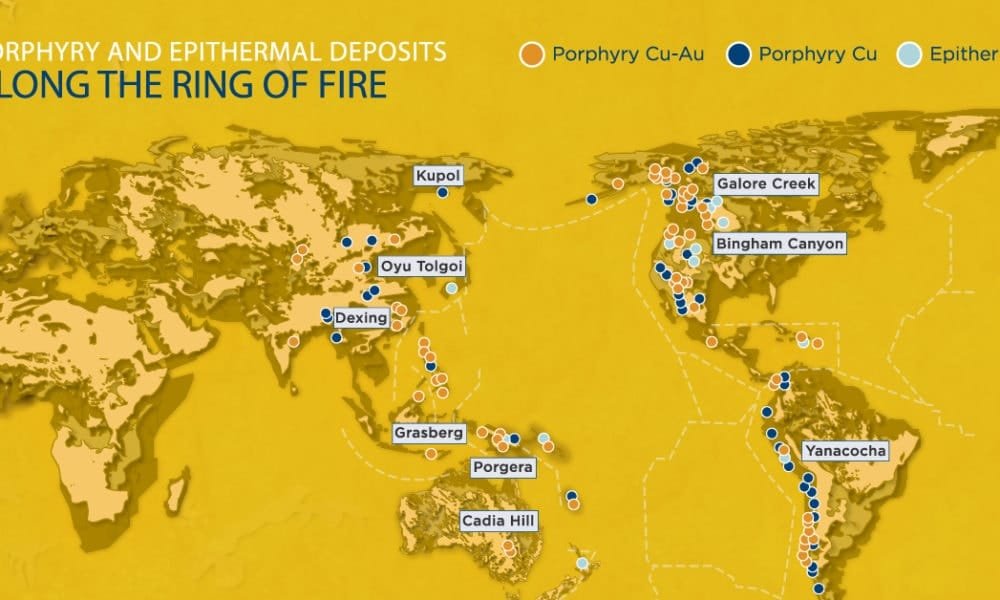 ORPHYRY AND EPITHERMAL DEPOSITS
LONG THE RING OF FIRE
Porphyry Cu-Au
Porphyry Cu
Epither
Kupol
Galore Creek
Bingham Canyon
Oyu Tolgoi
Dexing
Grasberg
Yanacocha
Porgera
Cadia Hill